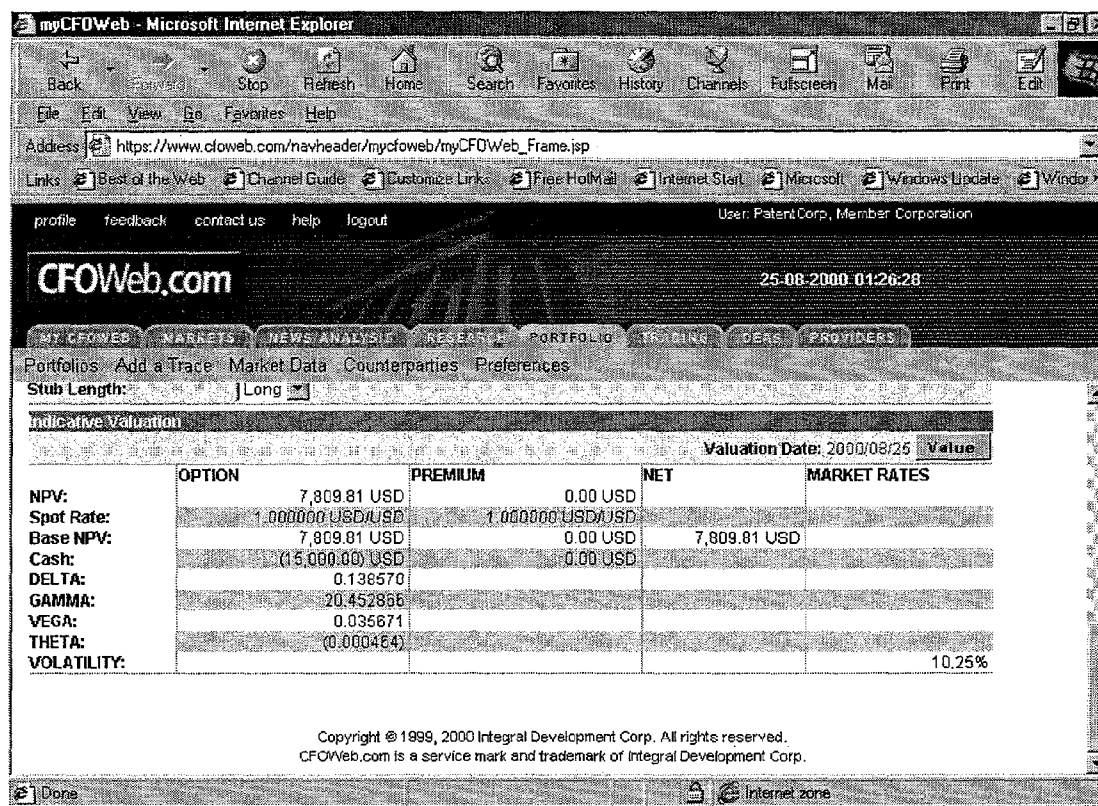 myCFOWeb - Microsoft Internet Explorer
Back Forward Stop Refresh Home Search Favorites History Channels Fullscreen Mail Print Edit
File Edit View Go Favorites Help
Address https://www.cfoweb.com/navheader/mycfoweb/myCFOWeb_Frame.jsp
Links Best of the Web Channel Guide Customize Links Free HotMail Internet Start Microsoft Windows Update Window
profile feedback contact us help logout User: PatentCorp, Member Corporation
CFOWeb.com 25-08-2000 01:26:28
MY CFOWEB MARKETS NEWS ANALYSIS RESEARCH PORTFOLIO TRADING IDEAS PROVIDERS
Portfolios Add a Trace Market Data Counterparties Preferences
Stub Length: Long
Indicative Valuation
Valuation Date: 2000/08/25 Value
OPTION PREMIUM NET MARKET RATES
NPV: 7,809.81 USD 0.00 USD
Spot Rate: 1.000000 USD/USD 1.000000 USD/USD
Base NPV: 7,809.81 USD 0.00 USD 7,809.81 USD
Cash: (15,000.00) USD 0.00 USD
DELTA: 0.138570
GAMMA: 20.452866
VEGA: 0.035671
THETA: (0.000464)
VOLATILITY: 10.25%
Copyright © 1999, 2000 Integral Development Corp. All rights reserved.
CFOWeb.com is a service mark and trademark of Integral Development Corp.
Done Internet zone